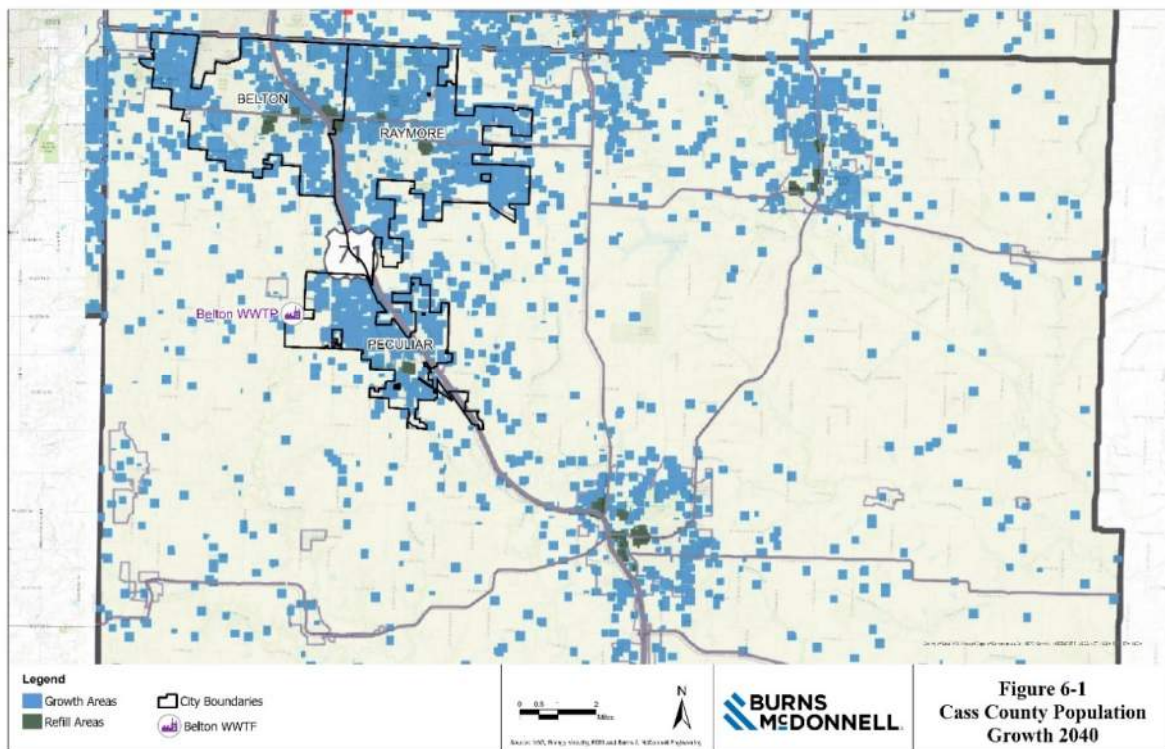 BELTON
RAYMORE
71
Belton WWTP
PECULIAR
Legend
Growth Areas
City Boundaries
Refill Areas
Belton WWTF
0 0.5 1 2
Miles
N
BURNS
McDONNELL
Figure 6-1
Cass County Population
Growth 2040